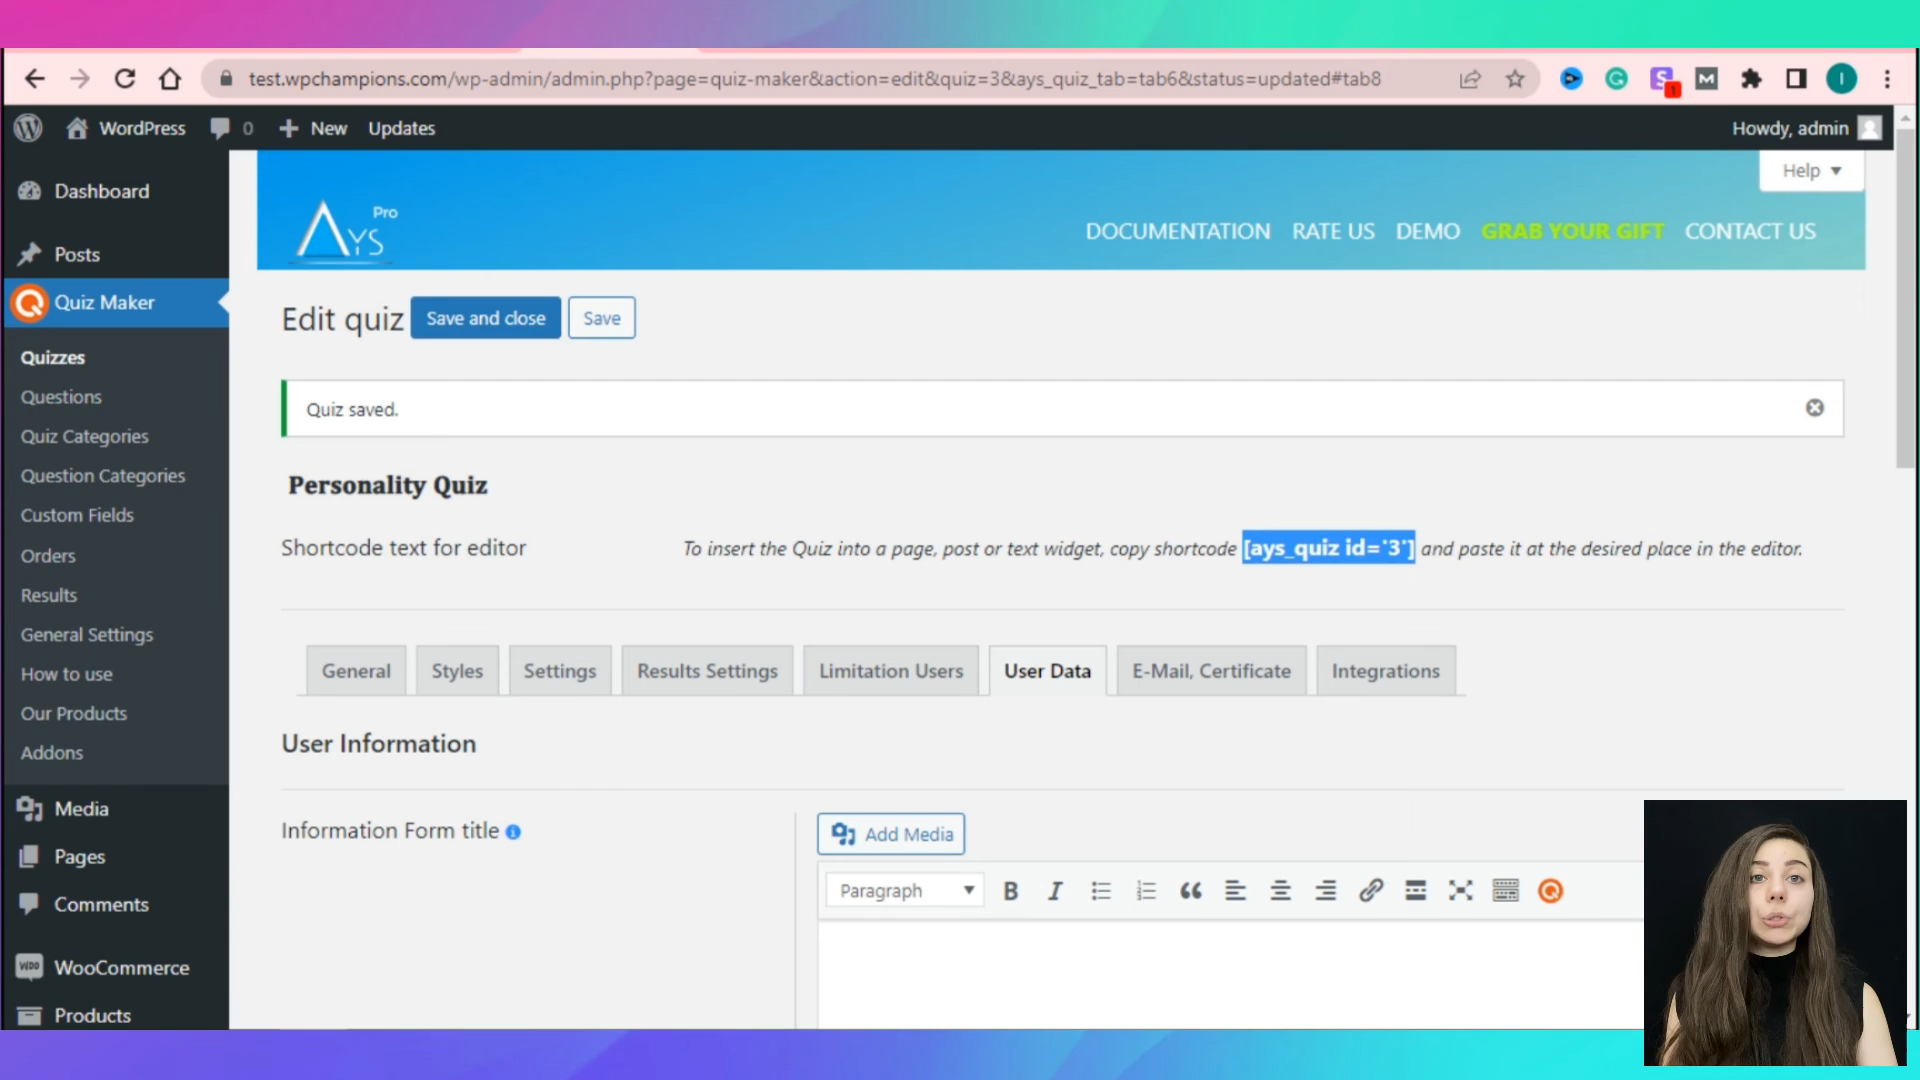 test.wpchampions.com/wp-admin/admin.php?page=quiz-maker&action=edit&quiz=3&ays_quiz_tab=tab6&status=updated#tab8
S 1 M I
WordPress 0 New Updates Howdy, admin
Help
Dashboard
Posts
Quiz Maker
Quizzes
Questions
Quiz Categories
Question Categories
Custom Fields
Orders
Results
General Settings
How to use
Our Products
Addons
Media
Pages
Comments
WooCommerce
Products
AYS Pro
DOCUMENTATION RATE US DEMO GRAB YOUR GIFT CONTACT US
Edit quiz Save and close Save
Quiz saved.
Personality Quiz
Shortcode text for editor To insert the Quiz into a page, post or text widget, copy shortcode [ays_quiz id='3'] and paste it at the desired place in the editor.
General Styles Settings Results Settings Limitation Users User Data E-Mail, Certificate Integrations
User Information
Information Form title
Add Media
Paragraph B I